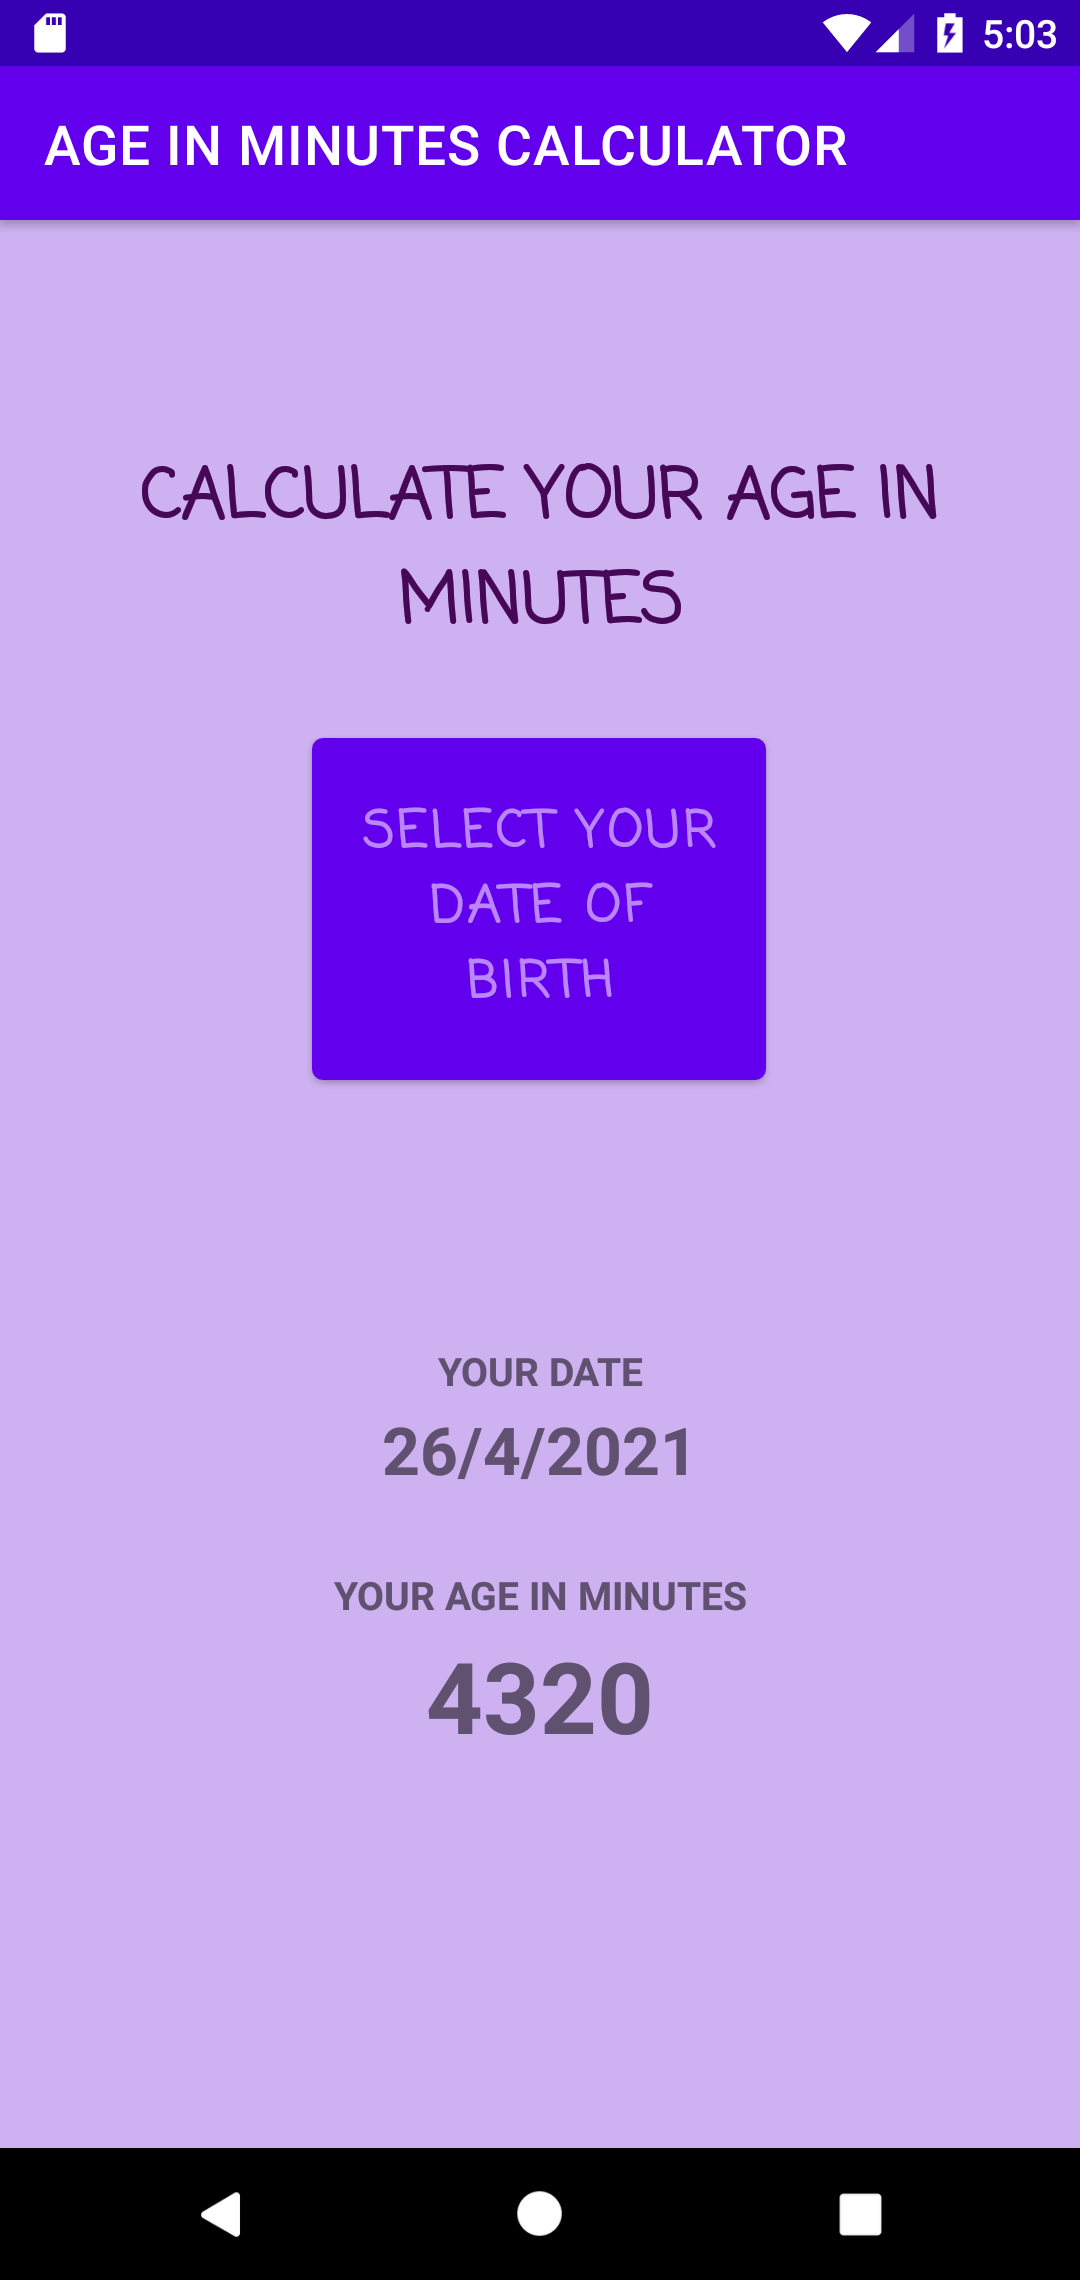 5:03
AGE IN MINUTES CALCULATOR
CALCULATE YOUR AGE IN
MINUTES
SELECT YOUR
DATE OF
BIRTH
YOUR DATE
26/4/2021
YOUR AGE IN MINUTES
4320